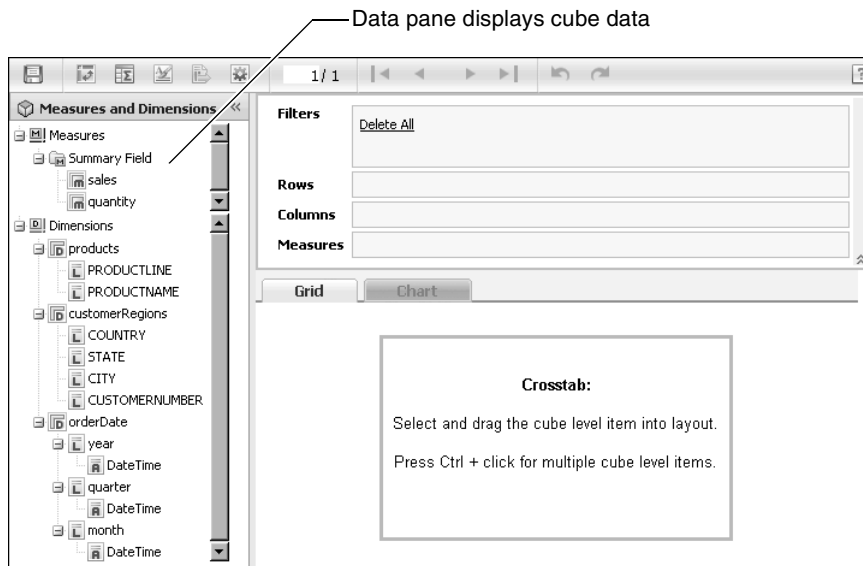 Data pane displays cube data
1/ 1
?
Measures and Dimensions
Measures
Summary Field
sales
quantity
Dimensions
products
PRODUCTLINE
PRODUCTNAME
customerRegions
COUNTRY
STATE
CITY
CUSTOMERNUMBER
orderDate
year
DateTime
quarter
DateTime
month
DateTime
Filters
Delete All
Rows
Columns
Measures
Grid
Chart
Crosstab:
Select and drag the cube level item into layout.
Press Ctrl + click for multiple cube level items.